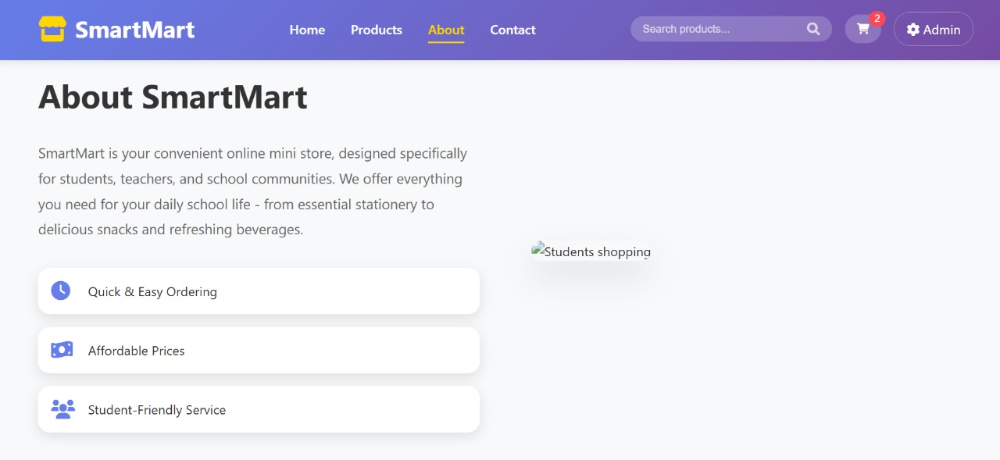 SmartMart
Home
Products
About
Contact
Search products...
2
Admin
About SmartMart
SmartMart is your convenient online mini store, designed specifically
for students, teachers, and school communities. We offer everything
you need for your daily school life - from essential stationery to
delicious snacks and refreshing beverages.
Quick & Easy Ordering
Affordable Prices
Student-Friendly Service
Students shopping